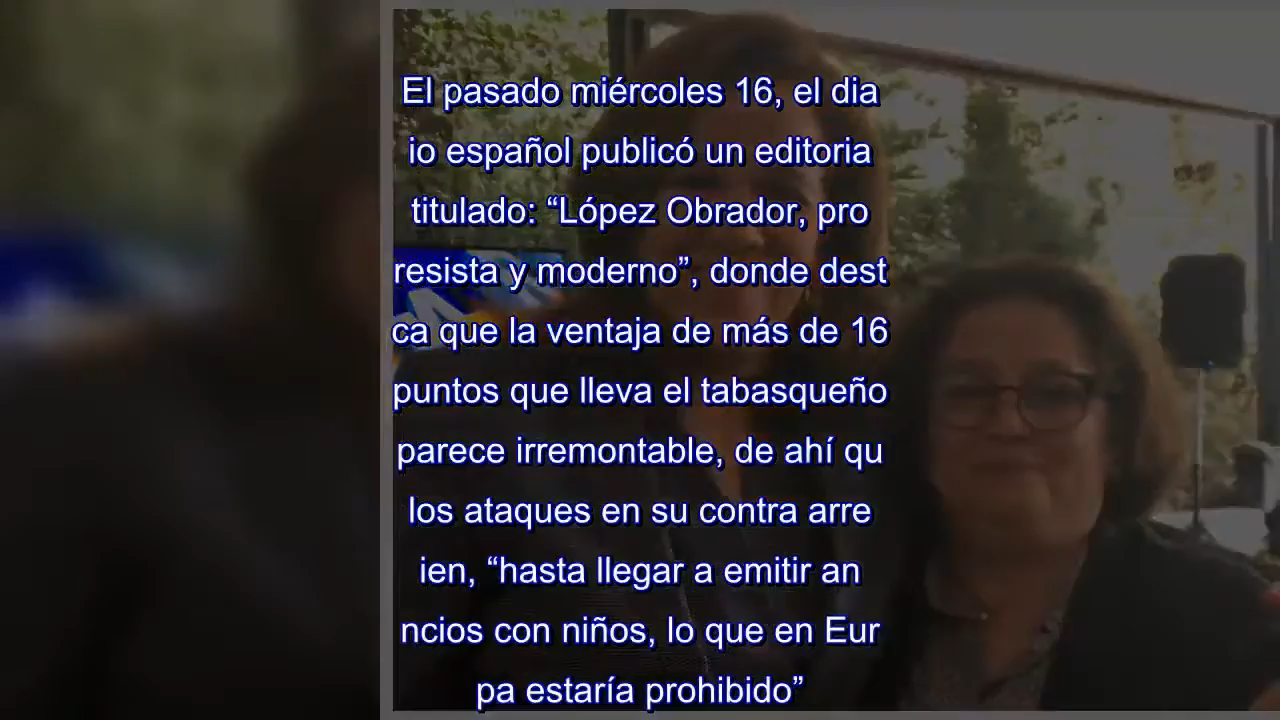 El pasado miércoles 16, el dia
io español publicó un editoria
titulado: “López Obrador, pro
resista y moderno”, donde dest
ca que la ventaja de más de 16
puntos que lleva el tabasqueño
parece irremontable, de ahí qu
los ataques en su contra arre
ien, “hasta llegar a emitir an
ncios con niños, lo que en Eur
pa estaría prohibido”